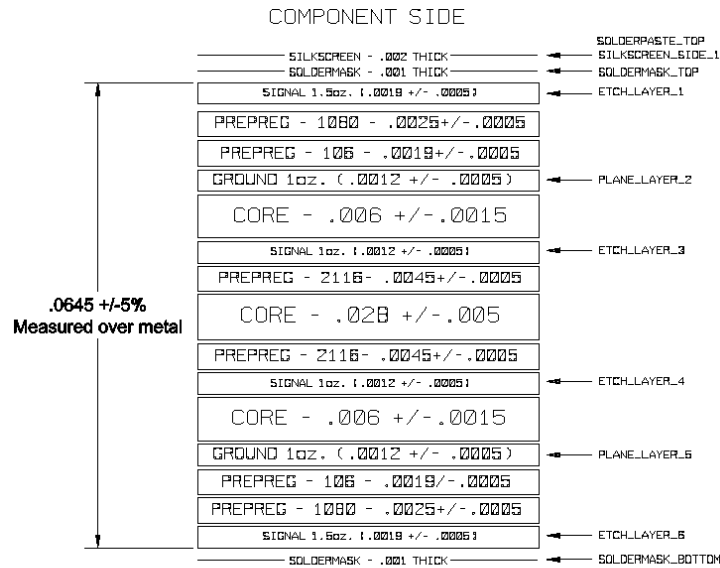 COMPONENT SIDE
SOLDERPASTE_TOP
SILKSCREEN - .002 THICK
SILKSCREEN_SIDE_1
SOLDERMASK - .001 THICK
SOLDERMASK_TOP
SIGNAL 1.5oz. (.0019 +/- .0005)
ETCH_LAYER_1
PREPREG - 1080 - .0025+/-.0005
PREPREG - 106 - .0019+/-.0005
GROUND 1oz. (.0012 +/- .0005)
PLANE_LAYER_2
CORE - .006 +/-.0015
SIGNAL 1oz. (.0012 +/- .0005)
ETCH_LAYER_3
PREPREG - 2116- .0045+/-.0005
.0645 +/-5%
Measured over metal
CORE - .028 +/-.005
PREPREG - 2116- .0045+/-.0005
SIGNAL 1oz. (.0012 +/- .0005)
ETCH_LAYER_4
CORE - .006 +/-.0015
GROUND 1oz. (.0012 +/- .0005)
PLANE_LAYER_5
PREPREG - 106 - .0019/-.0005
PREPREG - 1080 - .0025+/-.0005
SIGNAL 1.5oz. (.0019 +/- .0005)
ETCH_LAYER_6
SOLDERMASK - .001 THICK
SOLDERMASK_BOTTOM